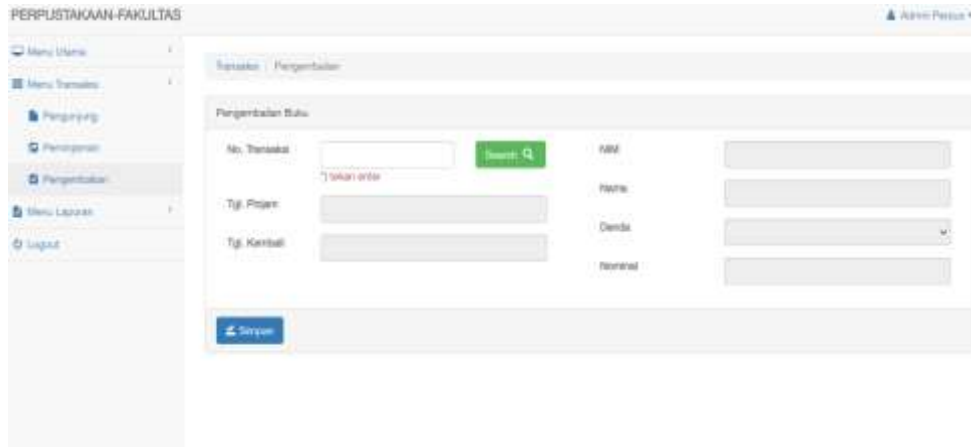 PERPUSTAKAAN-FAKULTAS
Admin Perpus
Menu Utama
Menu Transaksi
Pengunjung
Peminjaman
Pengembalian
Menu Laporan
Logout
Transaksi / Pengembalian
Pengembalian Buku
No. Transaksi
Search
*) tekan enter
Tgl. Pinjam
Tgl. Kembali
NIM
Nama
Denda
Nominal
Simpan